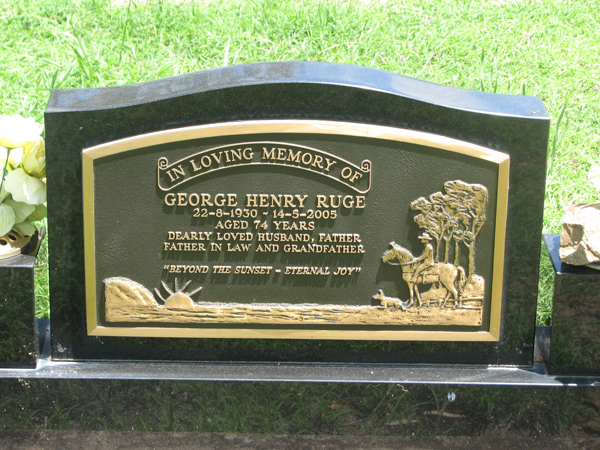 IN LOVING MEMORY OF
GEORGE HENRY RUGE
22-8-1930 ~ 14-5-2005
AGED 74 YEARS
DEARLY LOVED HUSBAND, FATHER
FATHER IN LAW AND GRANDFATHER
"BEYOND THE SUNSET - ETERNAL JOY"